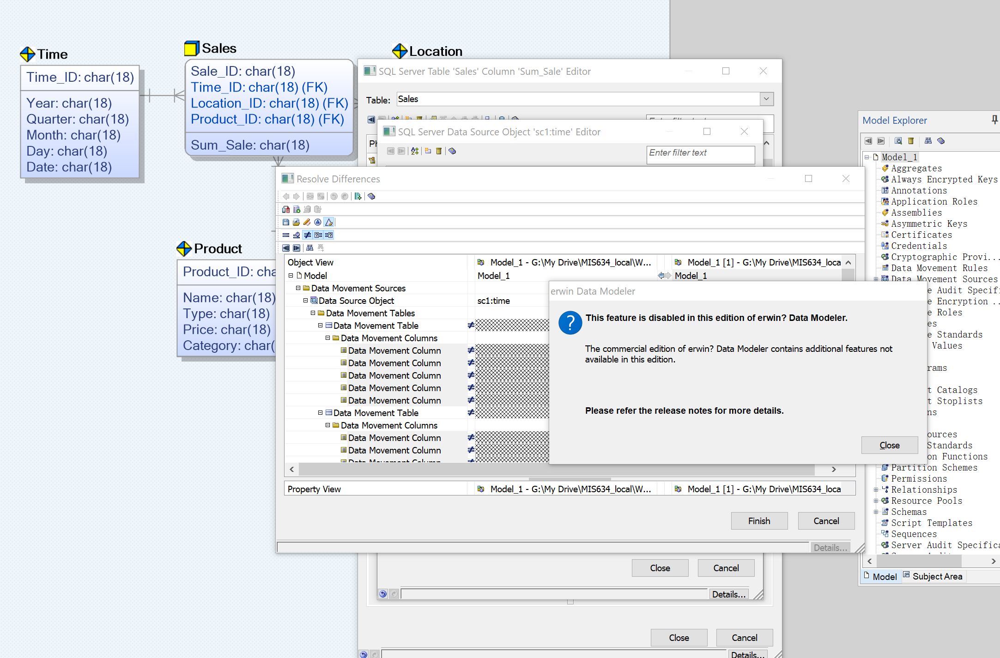 Time
Time_ID: char(18)
Year: char(18)
Quarter: char(18)
Month: char(18)
Day: char(18)
Date: char(18)
Sales
Sale_ID: char(18)
Time_ID: char(18) (FK)
Location_ID: char(18) (FK)
Product_ID: char(18) (FK)
Sum_Sale: char(18)
Location
Product
Product_ID: cha
Name: char(18)
Type: char(18)
Price: char(18)
Category: char(
SQL Server Table 'Sales' Column 'Sum_Sale' Editor
Table: Sales
SQL Server Data Source Object 'sc1:time' Editor
Enter filter text
Resolve Differences
Object View Model_1 - G:\My Drive\MIS634_local\W... Model_1 [1] - G:\My Drive\MIS634_loca
Model Model_1 Model_1
Data Movement Sources
Data Source Object sc1:time
Data Movement Tables
Data Movement Table
Data Movement Columns
Data Movement Column
Data Movement Column
Data Movement Column
Data Movement Column
Data Movement Column
Data Movement Table
Data Movement Columns
Data Movement Column
Data Movement Column
Data Movement Column
Property View Model_1 - G:\My Drive\MIS634_local\W... Model_1 [1] - G:\My Drive\MIS634_loca
Finish Cancel
Details...
erwin Data Modeler
This feature is disabled in this edition of erwin? Data Modeler.
The commercial edition of erwin? Data Modeler contains additional features not
available in this edition.
Please refer the release notes for more details.
Close
Close Cancel
Details...
Close Cancel
Details...
Model Explorer
Model_1
Aggregates
Always Encrypted Keys
Annotations
Application Roles
Assemblies
Asymmetric Keys
Certificates
Credentials
Cryptographic Provi...
Data Movement Rules
Data Movement Sources
e Audit Specifi
e Encryption ..
e Roles
es
e Standards
Values
rams
t Catalogs
t Stoplists
ns
ources
Standards
on Functions
Partition Schemes
Permissions
Relationships
Resource Pools
Schemas
Script Templates
Sequences
Server Audit Specifica
Model Subject Area